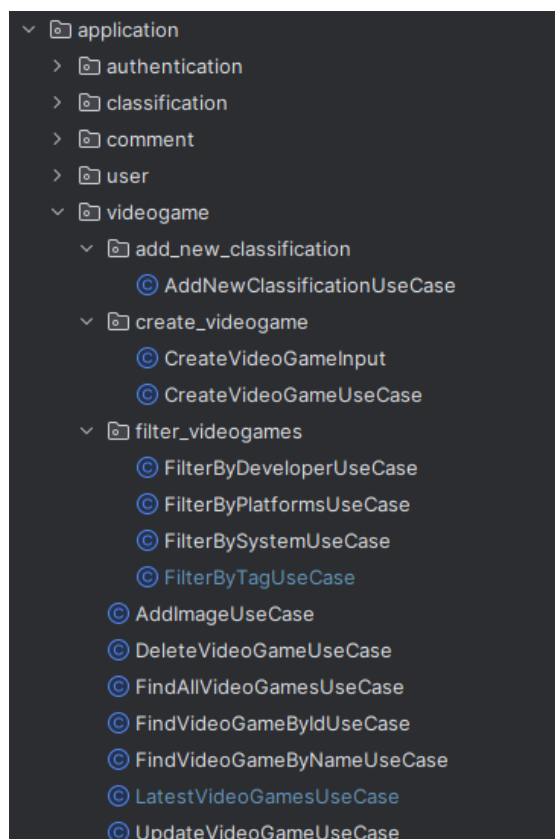 application
authentication
classification
comment
user
videogame
add_new_classification
AddNewClassificationUseCase
create_videogame
CreateVideoGameInput
CreateVideoGameUseCase
filter_videogames
FilterByDeveloperUseCase
FilterByPlatformsUseCase
FilterBySystemUseCase
FilterByTagUseCase
AddImageUseCase
DeleteVideoGameUseCase
FindAllVideoGamesUseCase
FindVideoGameByIdUseCase
FindVideoGameByNameUseCase
LatestVideoGamesUseCase
UpdateVideoGameUseCase